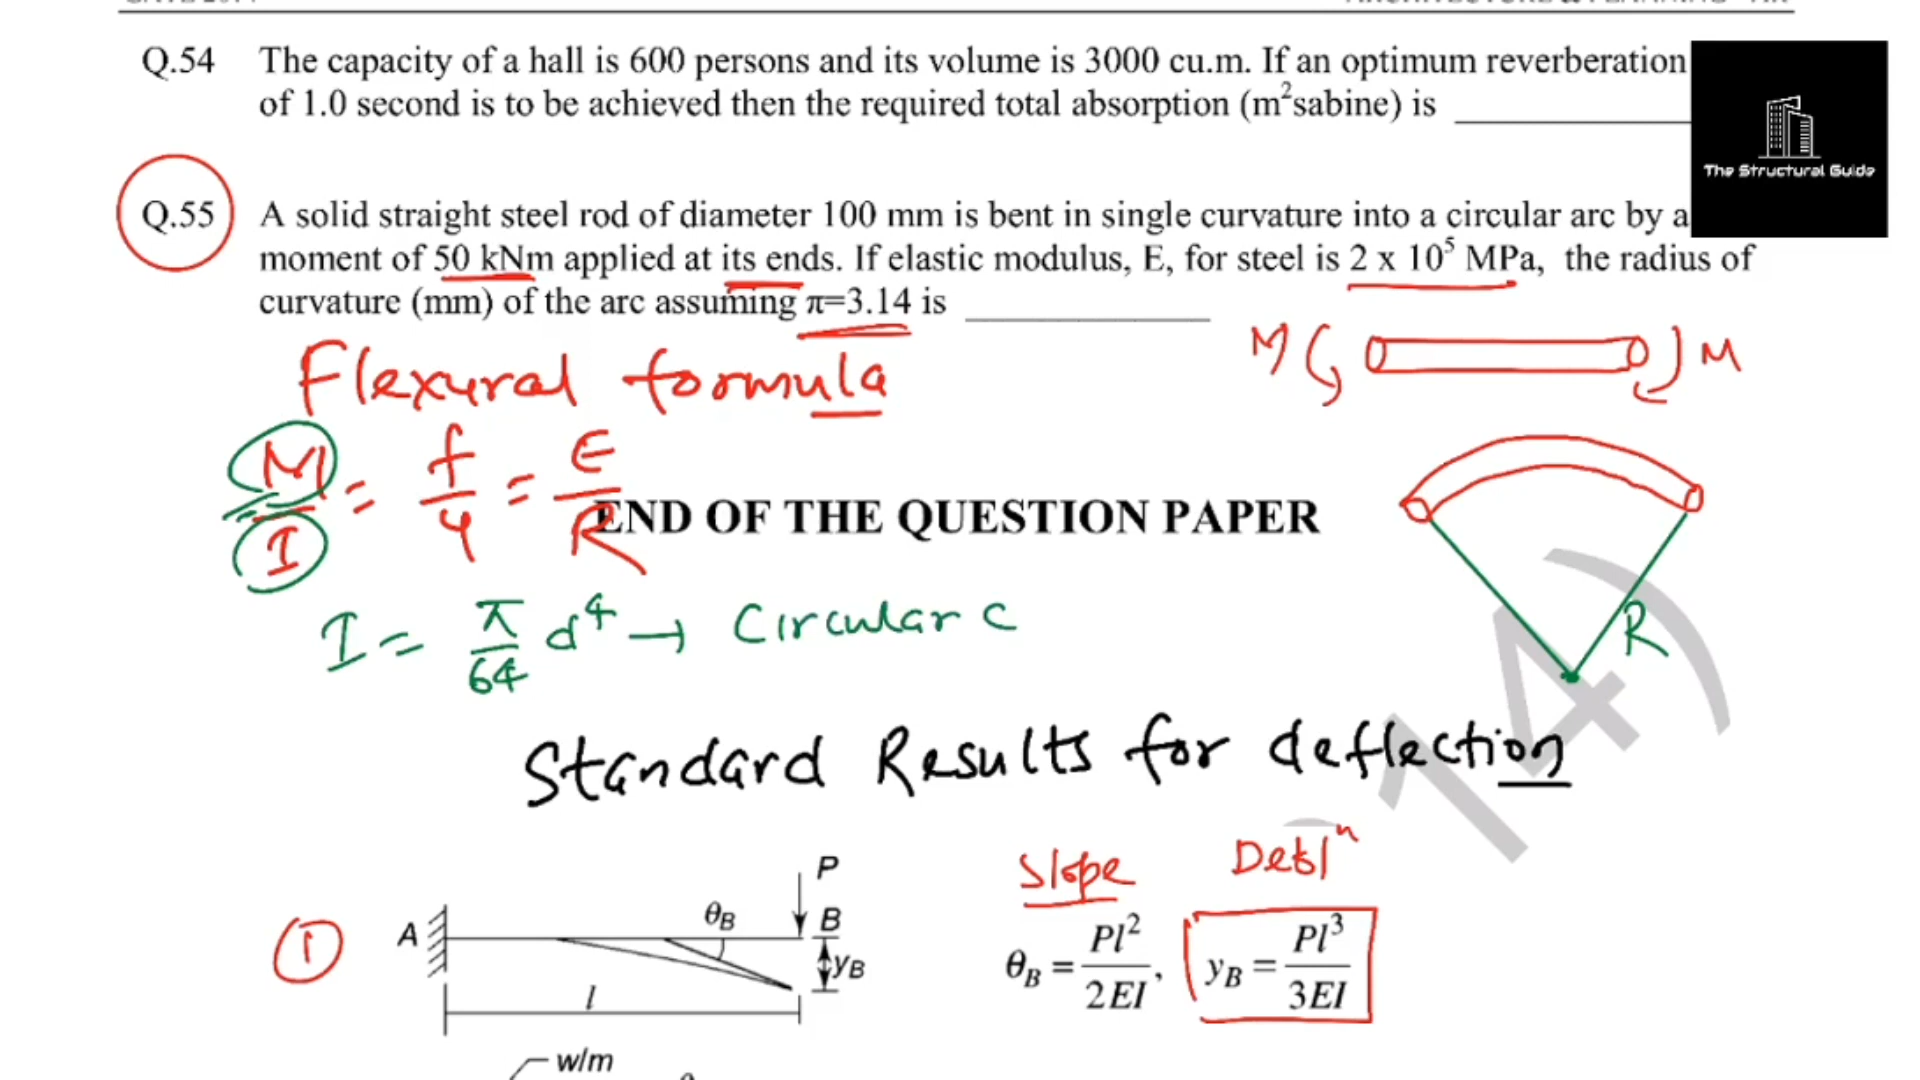 Q.54 The capacity of a hall is 600 persons and its volume is 3000 cu.m. If an optimum reverberation
of 1.0 second is to be achieved then the required total absorption (m²sabine) is
The Structural Guide
Q.55 A solid straight steel rod of diameter 100 mm is bent in single curvature into a circular arc by a
moment of 50 kNm applied at its ends. If elastic modulus, E, for steel is 2 x 10⁵ MPa, the radius of
curvature (mm) of the arc assuming π=3.14 is
M M
Flexural formula
M/I = f/y = E/R
END OF THE QUESTION PAPER
I = π/64 d⁴ → Circular C
R
14)
Standard Results for deflection
Slope Deflⁿ
① A θB P B yB l
θB = Pl²/2EI, yB = Pl³/3EI
w/m